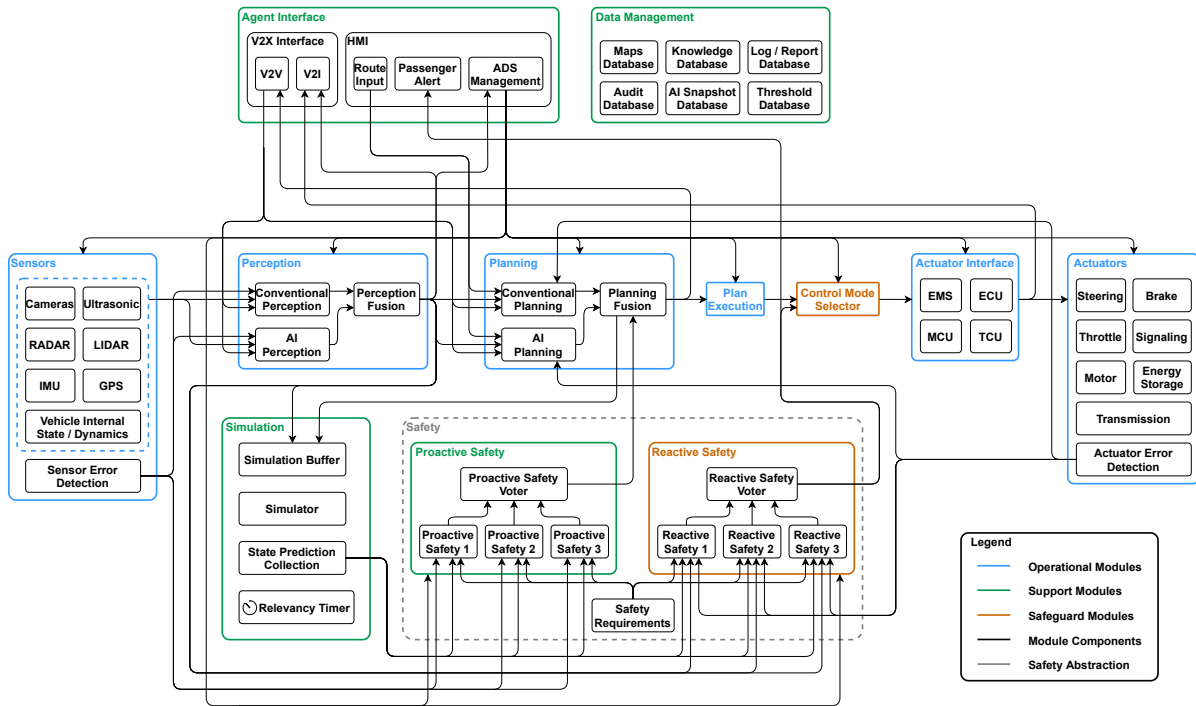 Agent Interface
V2X Interface
V2V
V2I
HMI
Route
Input
Passenger
Alert
ADS
Management
Data Management
Maps
Database
Knowledge
Database
Log / Report
Database
Audit
Database
AI Snapshot
Database
Threshold
Database
Sensors
Cameras
Ultrasonic
RADAR
LIDAR
IMU
GPS
Vehicle Internal
State / Dynamics
Sensor Error
Detection
Perception
Conventional
Perception
Perception
Fusion
AI
Perception
Planning
Conventional
Planning
Planning
Fusion
AI
Planning
Plan
Execution
Control Mode
Selector
Actuator Interface
EMS
ECU
MCU
TCU
Actuators
Steering
Brake
Throttle
Signaling
Motor
Energy
Storage
Transmission
Actuator Error
Detection
Simulation
Simulation Buffer
Simulator
State Prediction
Collection
Relevancy Timer
Safety
Proactive Safety
Proactive Safety
Voter
Proactive
Safety 1
Proactive
Safety 2
Proactive
Safety 3
Reactive Safety
Reactive Safety
Voter
Reactive
Safety 1
Reactive
Safety 2
Reactive
Safety 3
Safety
Requirements
Legend
Operational Modules
Support Modules
Safeguard Modules
Module Components
Safety Abstraction